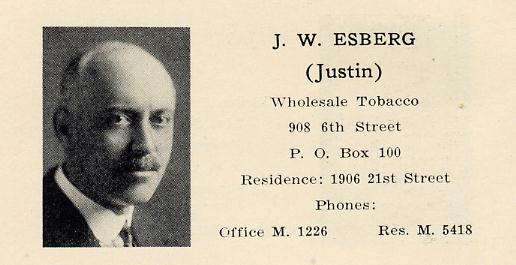 J. W. ESBERG
(Justin)
Wholesale Tobacco
908 6th Street
P. O. Box 100
Residence: 1906 21st Street
Phones:
Office M. 1226 Res. M. 5418